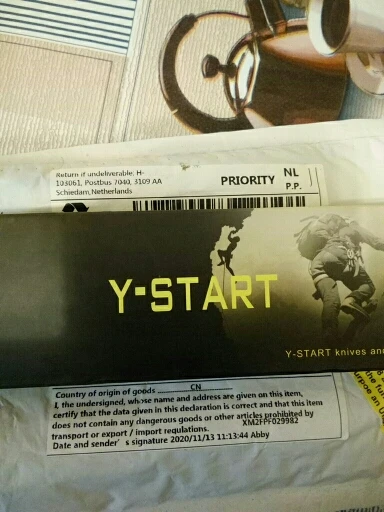 Return if undeliverable: H-
103061, Postbus 7040, 3109 AA
Schiedam,Netherlands
PRIORITY
NL
P.P.
Y-START
Y-START knives and
Country of origin of goods CN
I, the undersigned, whose name and address are given on this item,
certify that the data given in this declaration is correct and that this item
does not contain any dangerous goods or other articles prohibited by
XM2FPF029982
transport or export / import requlations.
Date and sender's signature 2020/11/13 11:13:44 Abby